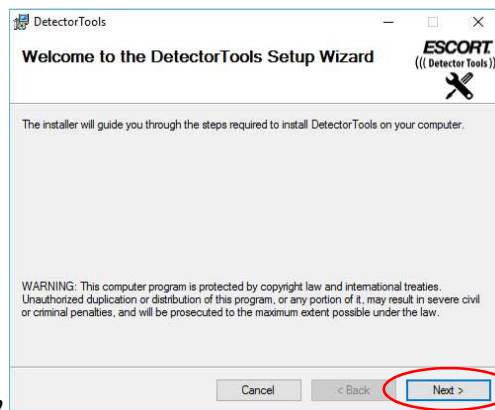 DetectorTools
Welcome to the DetectorTools Setup Wizard
ESCORT.
((( Detector Tools )))
The installer will guide you through the steps required to install DetectorTools on your computer.
WARNING: This computer program is protected by copyright law and international treaties.
Unauthorized duplication or distribution of this program, or any portion of it, may result in severe civil
or criminal penalties, and will be prosecuted to the maximum extent possible under the law.
Cancel
< Back
Next >